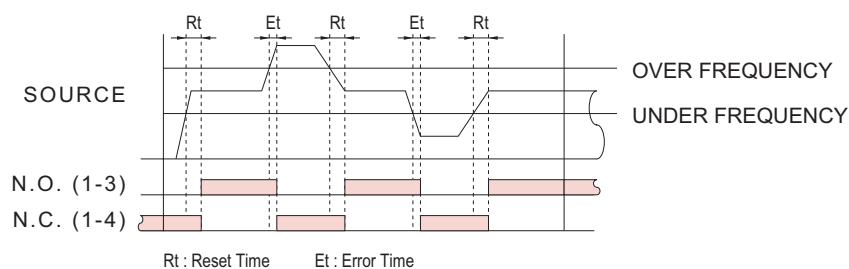 Rt Et Rt Et Rt
OVER FREQUENCY
SOURCE
UNDER FREQUENCY
N.O. (1-3)
N.C. (1-4)
Rt : Reset Time Et : Error Time